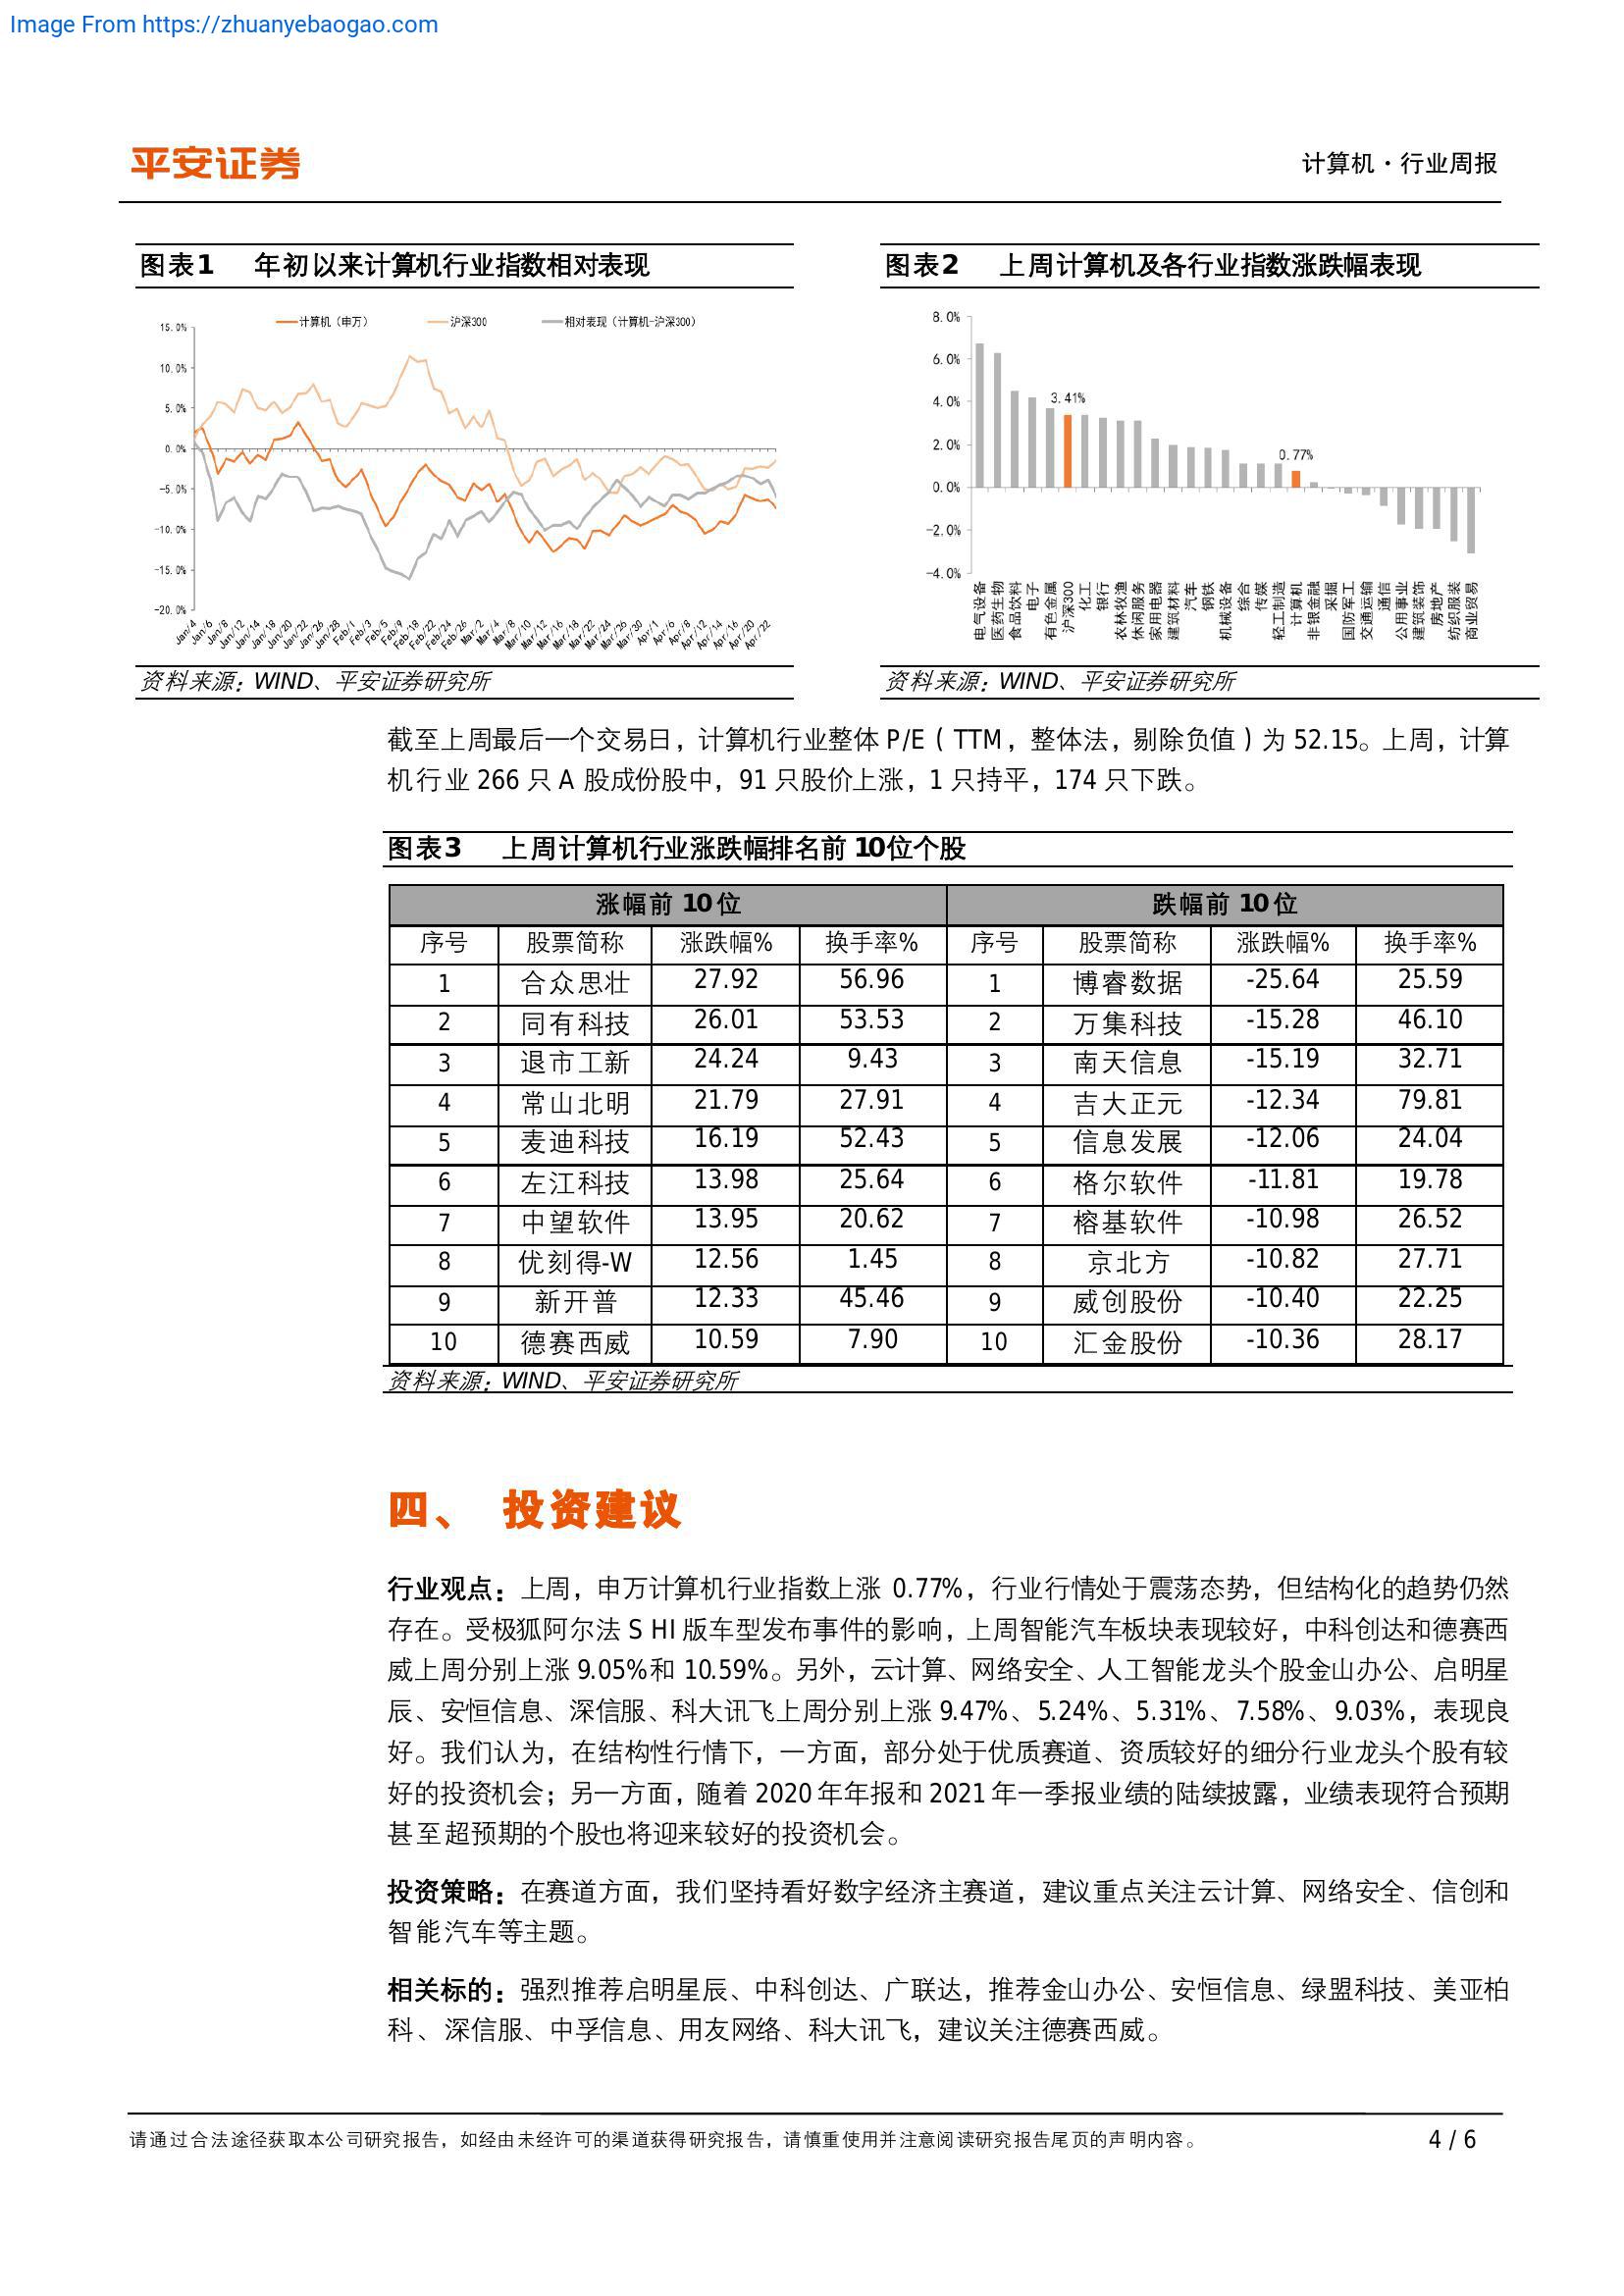 Image From https://zhuanyebaogao.com
平安证券
计算机·行业周报
图表1 年初以来计算机行业指数相对表现
计算机（申万） 沪深300 相对表现（计算机-沪深300）
15.0%
10.0%
5.0%
0.0%
-5.0%
-10.0%
-15.0%
-20.0%
Jan/4 Jan/6 Jan/8 Jan/12 Jan/14 Jan/18 Jan/20 Jan/22 Jan/26 Jan/28 Feb/1 Feb/3 Feb/5 Feb/9 Feb/18 Feb/22 Feb/24 Feb/26 Mar/2 Mar/4 Mar/8 Mar/10 Mar/12 Mar/16 Mar/18 Mar/22 Mar/24 Mar/26 Mar/30 Apr/1 Apr/6 Apr/8 Apr/12 Apr/14 Apr/16 Apr/20 Apr/22
资料来源：WIND、平安证券研究所
图表2 上周计算机及各行业指数涨跌幅表现
8.0%
6.0%
4.0%
2.0%
0.0%
-2.0%
-4.0%
3.41%
0.77%
电气设备 医药生物 食品饮料 电子 有色金属 沪深300 化工 银行 农林牧渔 休闲服务 家用电器 建筑材料 汽车 钢铁 机械设备 综合 传媒 轻工制造 计算机 非银金融 采掘 国防军工 交通运输 通信 公用事业 建筑装饰 房地产 纺织服装 商业贸易
资料来源：WIND、平安证券研究所
截至上周最后一个交易日，计算机行业整体 P/E（TTM，整体法，剔除负值）为 52.15。上周，计算
机行业 266 只 A 股成份股中，91 只股价上涨，1 只持平，174 只下跌。
图表3 上周计算机行业涨跌幅排名前 10位个股
涨幅前 10 位 跌幅前 10 位
序号 股票简称 涨跌幅% 换手率% 序号 股票简称 涨跌幅% 换手率%
1 合众思壮 27.92 56.96 1 博睿数据 -25.64 25.59
2 同有科技 26.01 53.53 2 万集科技 -15.28 46.10
3 退市工新 24.24 9.43 3 南天信息 -15.19 32.71
4 常山北明 21.79 27.91 4 吉大正元 -12.34 79.81
5 麦迪科技 16.19 52.43 5 信息发展 -12.06 24.04
6 左江科技 13.98 25.64 6 格尔软件 -11.81 19.78
7 中望软件 13.95 20.62 7 榕基软件 -10.98 26.52
8 优刻得-W 12.56 1.45 8 京北方 -10.82 27.71
9 新开普 12.33 45.46 9 威创股份 -10.40 22.25
10 德赛西威 10.59 7.90 10 汇金股份 -10.36 28.17
资料来源：WIND、平安证券研究所
四、 投资建议
行业观点：上周，申万计算机行业指数上涨 0.77%，行业行情处于震荡态势，但结构化的趋势仍然
存在。受极狐阿尔法 S HI 版车型发布事件的影响，上周智能汽车板块表现较好，中科创达和德赛西
威上周分别上涨 9.05%和 10.59%。另外，云计算、网络安全、人工智能龙头个股金山办公、启明星
辰、安恒信息、深信服、科大讯飞上周分别上涨 9.47%、5.24%、5.31%、7.58%、9.03%，表现良
好。我们认为，在结构性行情下，一方面，部分处于优质赛道、资质较好的细分行业龙头个股有较
好的投资机会；另一方面，随着 2020 年年报和 2021 年一季报业绩的陆续披露，业绩表现符合预期
甚至超预期的个股也将迎来较好的投资机会。
投资策略：在赛道方面，我们坚持看好数字经济主赛道，建议重点关注云计算、网络安全、信创和
智能汽车等主题。
相关标的：强烈推荐启明星辰、中科创达、广联达，推荐金山办公、安恒信息、绿盟科技、美亚柏
科、深信服、中孚信息、用友网络、科大讯飞，建议关注德赛西威。
请通过合法途径获取本公司研究报告，如经由未经许可的渠道获得研究报告，请慎重使用并注意阅读研究报告尾页的声明内容。
4 / 6